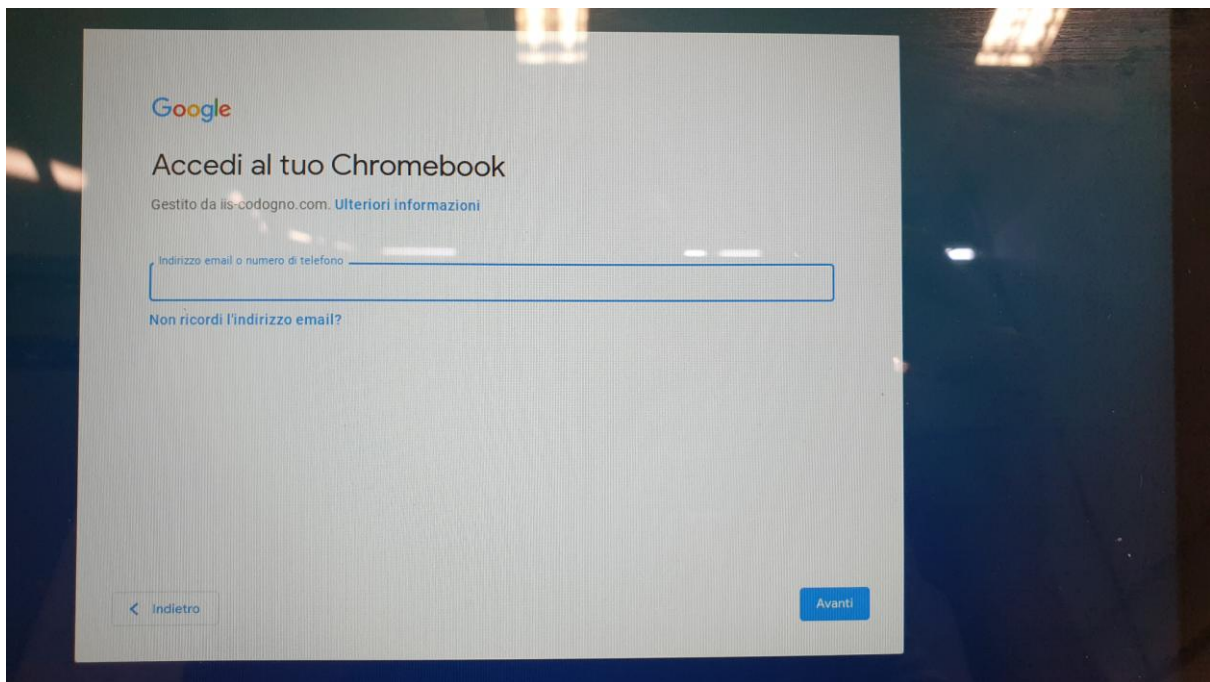 Google
Accedi al tuo Chromebook
Gestito da iis-codogno.com. Ulteriori informazioni
Indirizzo email o numero di telefono
Non ricordi l'indirizzo email?
Indietro
Avanti